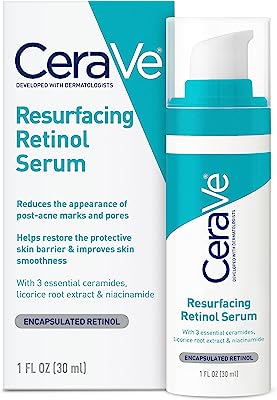 CeraVe
DEVELOPED WITH DERMATOLOGISTS
Resurfacing
Retinol
Serum
Reduces the appearance of
post-acne marks and pores
Helps restore the protective
skin barrier & improves skin
smoothness
With 3 essential ceramides,
licorice root extract & niacinamide
ENCAPSULATED RETINOL
1 FL OZ (30 ml)
CeraVe
DEVELOPED WITH DERMATOLOGISTS
Resurfacing
Retinol Serum
With 3 essential ceramides,
licorice root extract & niacinamide
ENCAPSULATED RETINOL
1 FL OZ (30 ml)